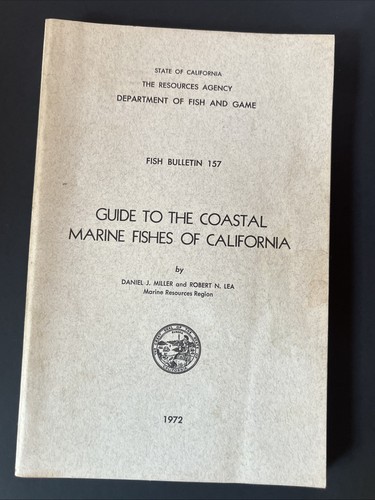 STATE OF CALIFORNIA
THE RESOURCES AGENCY
DEPARTMENT OF FISH AND GAME
FISH BULLETIN 157
GUIDE TO THE COASTAL
MARINE FISHES OF CALIFORNIA
by
DANIEL J. MILLER and ROBERT N. LEA
Marine Resources Region
1972